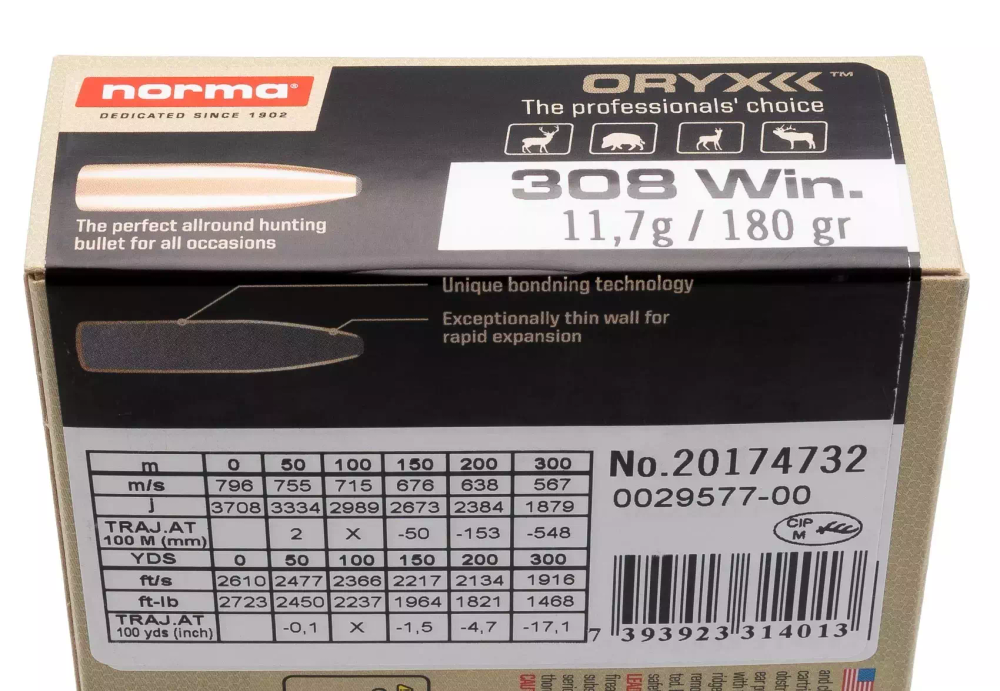 norma®
DEDICATED SINCE 1902
ORYX™
The professionals' choice
The perfect allround hunting
bullet for all occasions
308 Win.
11,7g / 180 gr
Unique bondning technology
Exceptionally thin wall for
rapid expansion
m 0 50 100 150 200 300
m/s 796 755 715 676 638 567
j 3708 3334 2989 2673 2384 1879
TRAJ.AT
100 M (mm) 2 X -50 -153 -548
YDS 0 50 100 150 200 300
ft/s 2610 2477 2366 2217 2134 1916
ft-lb 2723 2450 2237 1964 1821 1468
TRAJ.AT
100 yds (inch) -0,1 X -1,5 -4,7 -17,1
No.20174732
0029577-00
CIP
M
7 393923 314013